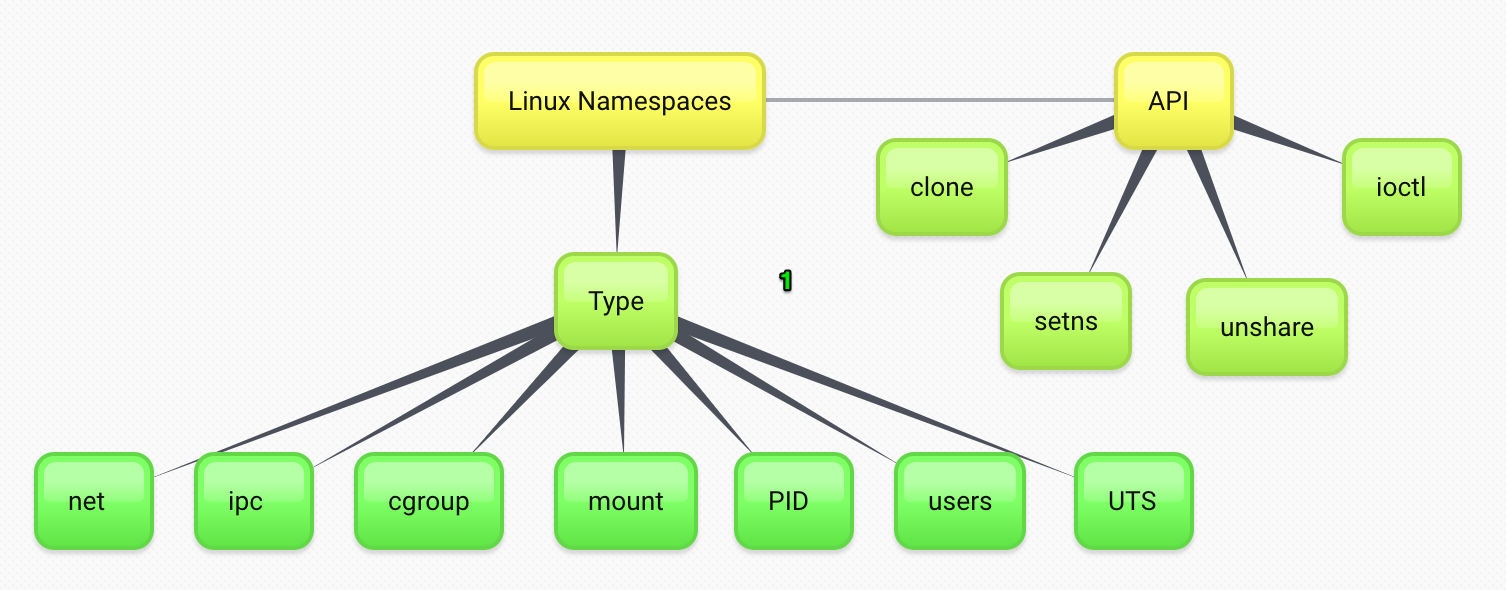 Linux Namespaces
API
clone
ioctl
setns
unshare
Type
1
net
ipc
cgroup
mount
PID
users
UTS